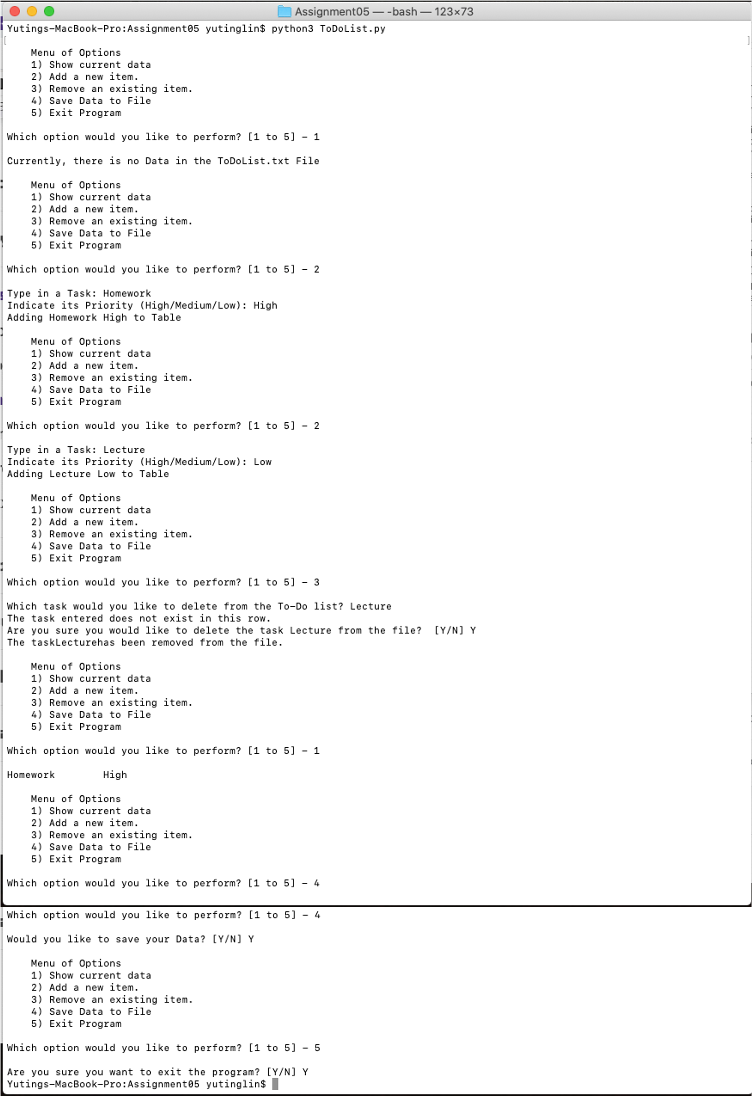 Assignment05 — -bash — 123×73
Yutings-MacBook-Pro:Assignment05 yutinglin$ python3 ToDoList.py
[ ]
Menu of Options
1) Show current data
2) Add a new item.
3) Remove an existing item.
4) Save Data to File
5) Exit Program
Which option would you like to perform? [1 to 5] - 1
Currently, there is no Data in the ToDoList.txt File
Menu of Options
1) Show current data
2) Add a new item.
3) Remove an existing item.
4) Save Data to File
5) Exit Program
Which option would you like to perform? [1 to 5] - 2
Type in a Task: Homework
Indicate its Priority (High/Medium/Low): High
Adding Homework High to Table
Menu of Options
1) Show current data
2) Add a new item.
3) Remove an existing item.
4) Save Data to File
5) Exit Program
Which option would you like to perform? [1 to 5] - 2
Type in a Task: Lecture
Indicate its Priority (High/Medium/Low): Low
Adding Lecture Low to Table
Menu of Options
1) Show current data
2) Add a new item.
3) Remove an existing item.
4) Save Data to File
5) Exit Program
Which option would you like to perform? [1 to 5] - 3
Which task would you like to delete from the To-Do list? Lecture
The task entered does not exist in this row.
Are you sure you would like to delete the task Lecture from the file?  [Y/N] Y
The taskLecturehas been removed from the file.
Menu of Options
1) Show current data
2) Add a new item.
3) Remove an existing item.
4) Save Data to File
5) Exit Program
Which option would you like to perform? [1 to 5] - 1
Homework        High
Menu of Options
1) Show current data
2) Add a new item.
3) Remove an existing item.
4) Save Data to File
5) Exit Program
Which option would you like to perform? [1 to 5] - 4
Which option would you like to perform? [1 to 5] - 4
Would you like to save your Data? [Y/N] Y
Menu of Options
1) Show current data
2) Add a new item.
3) Remove an existing item.
4) Save Data to File
5) Exit Program
Which option would you like to perform? [1 to 5] - 5
Are you sure you want to exit the program? [Y/N] Y
Yutings-MacBook-Pro:Assignment05 yutinglin$